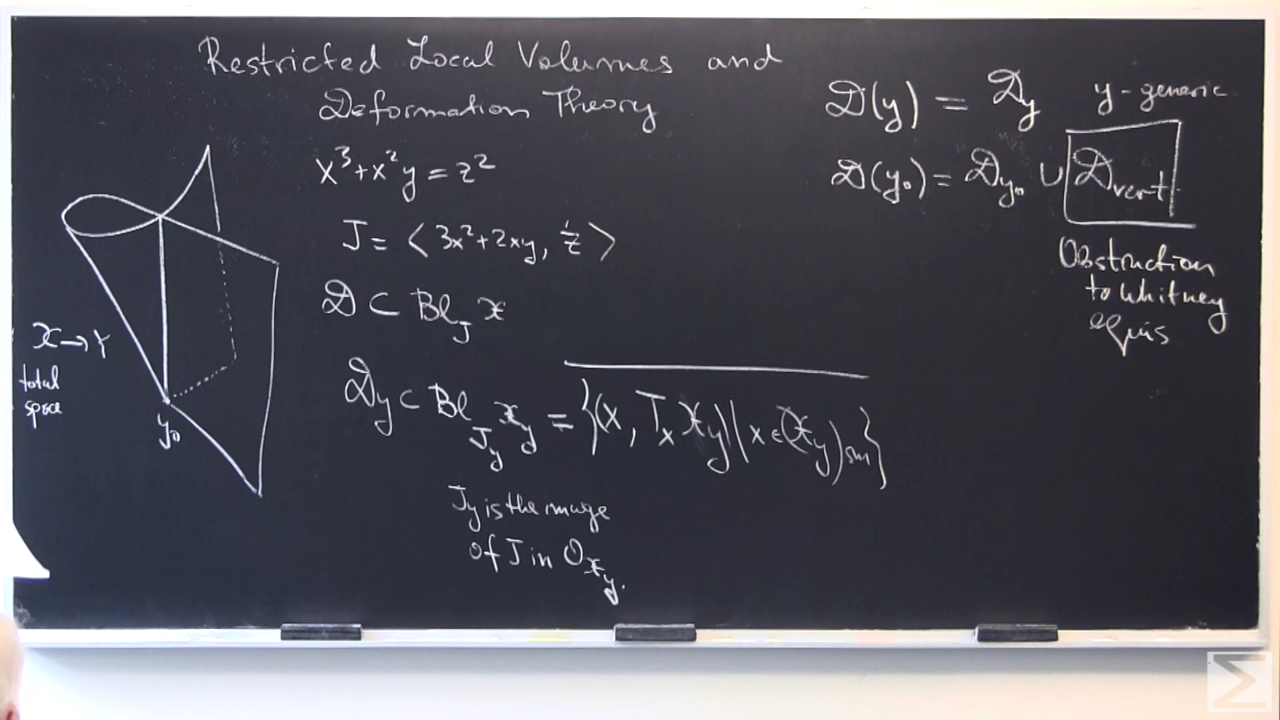 Restricted Local Volumes and
Deformation Theory
x³+x²y=z²
J= ⟨3x²+2xy, z⟩
𝒟 ⊂ Bl_J 𝒳
𝒟_y ⊂ Bl_{J_y} 𝒳_y = {(x, T_x 𝒳_y) | x ∈ (𝒳_y)_sm}
J_y is the image
of J in O_{𝒳_y}.
𝒳 → Y
total
space
y₀
𝒟(y) = 𝒟_y y-generic
𝒟(y₀) = 𝒟_{y₀} ∪ 𝒟_vert
Obstruction
to Whitney
equis
Σ